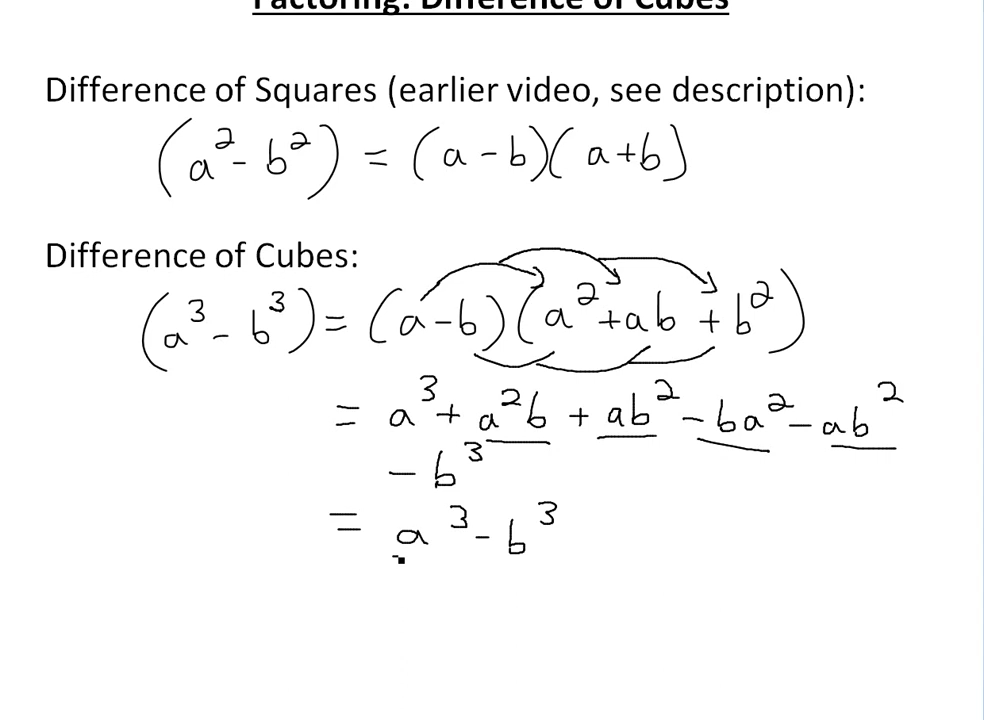 Factoring: Difference of Cubes
Difference of Squares (earlier video, see description):
(a² - b²) = (a - b)(a + b)
Difference of Cubes:
(a³ - b³) = (a - b)(a² + ab + b²)
= a³ + a²b + ab² - ba² - ab²
- b³
= a³ - b³